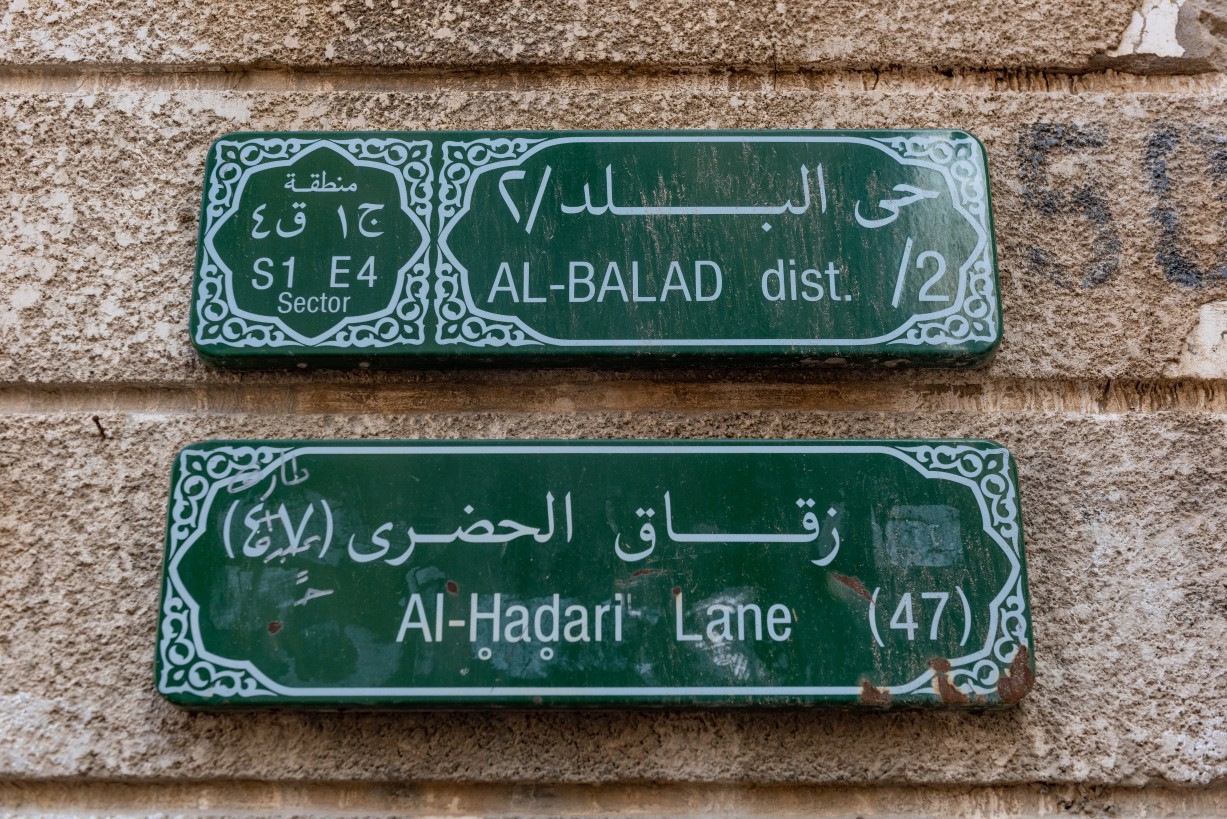 منطقة
ج١ ق٤
S1 E4
Sector
حى البلد /٢
AL-BALAD dist. /2
50
زقاق الحضرى (٤٧)
Al-Ḥaḍari Lane (47)